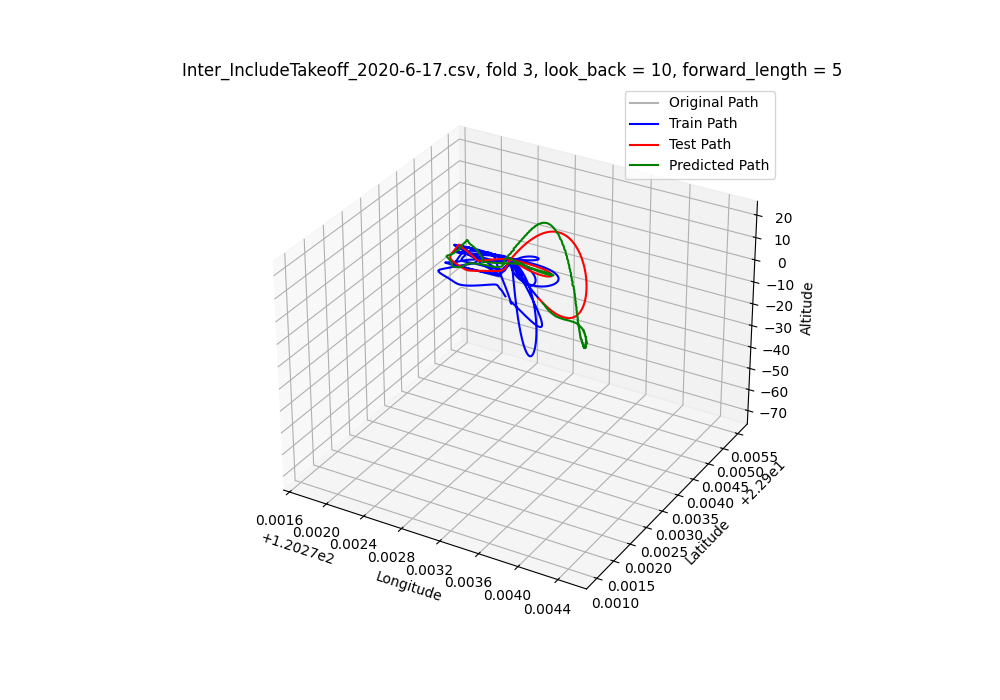 Inter_IncludeTakeoff_2020-6-17.csv, fold 3, look_back = 10, forward_length = 5
Original Path
Train Path
Test Path
Predicted Path
20
10
0
−10
−20
−30
−40
−50
−60
−70
Altitude
0.0055
0.0050
0.0045
0.0040
0.0035
0.0030
0.0025
0.0020
0.0015
0.0010
+2.29e1
Latitude
0.0016
0.0020
0.0024
0.0028
0.0032
0.0036
0.0040
0.0044
+1.2027e2
Longitude